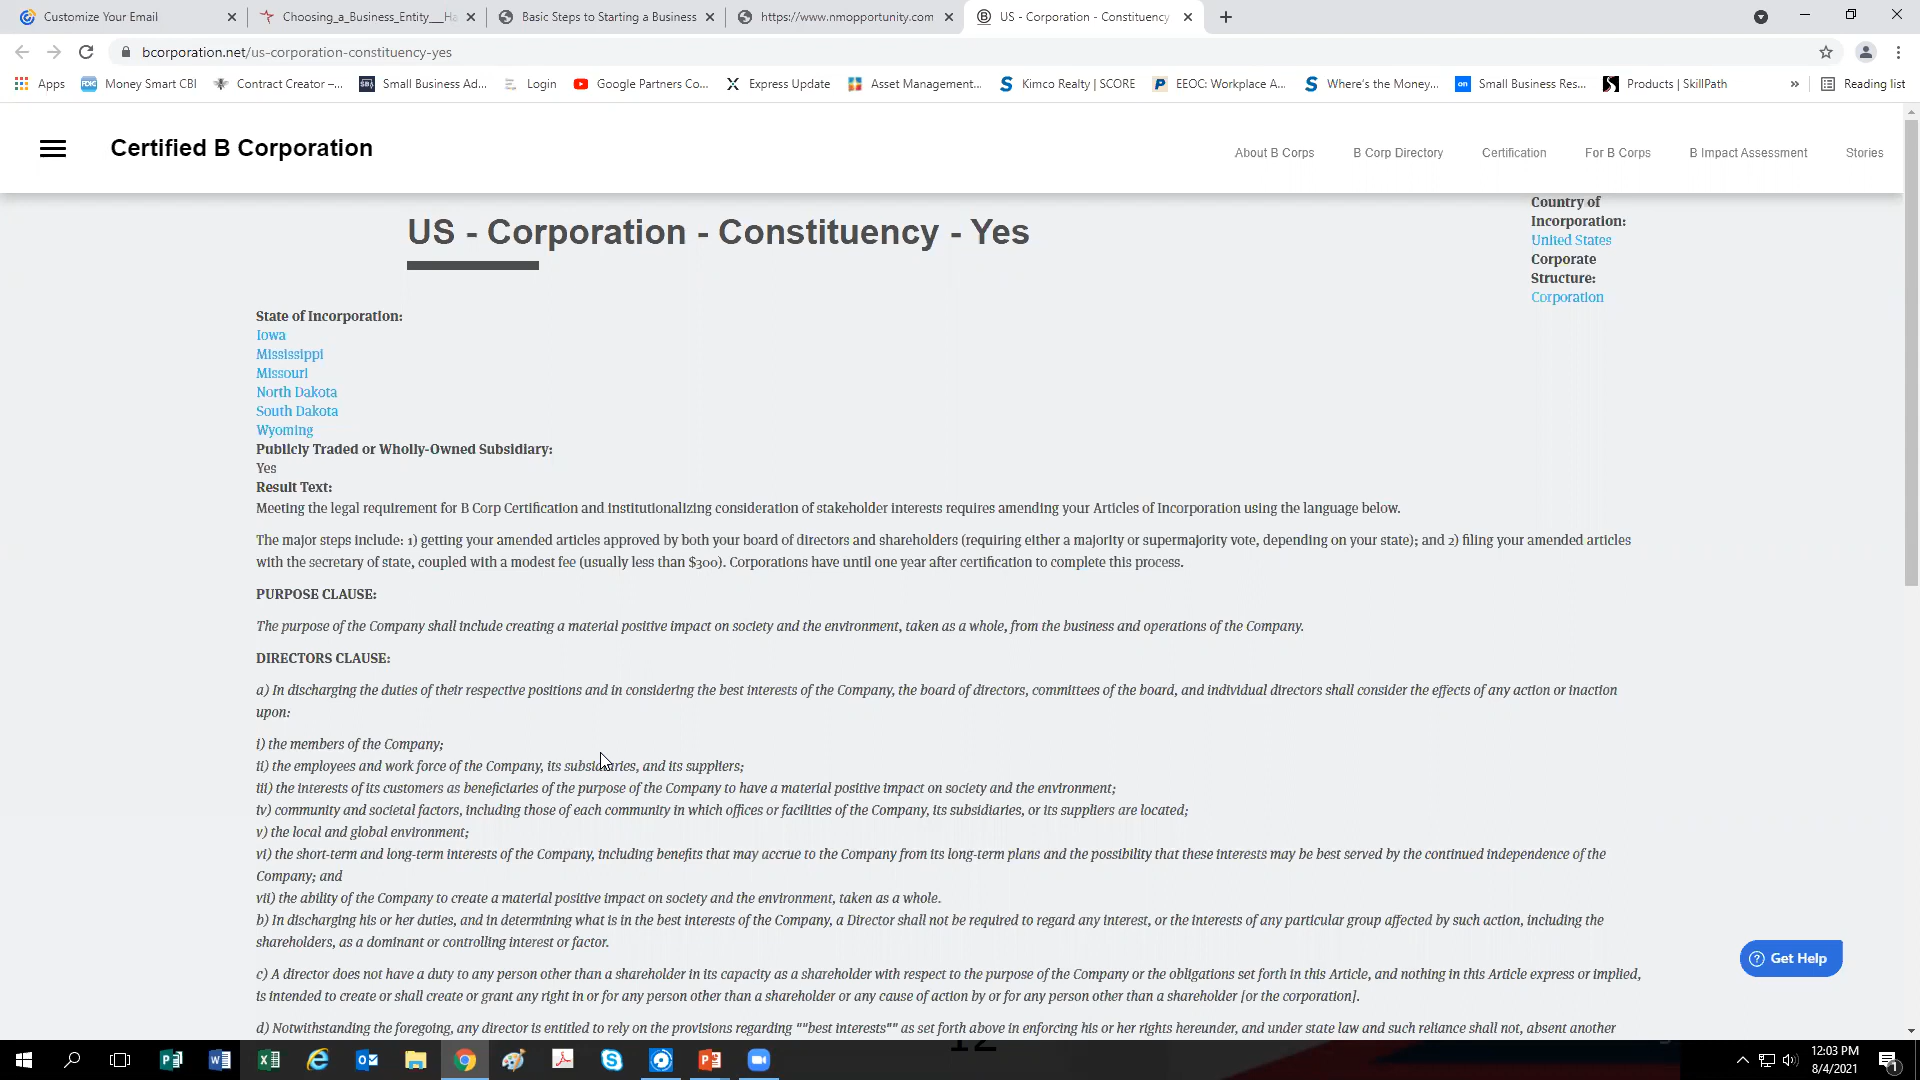 Customize Your Email
Choosing_a_Business_Entity___Ha
Basic Steps to Starting a Business
https://www.nmopportunity.com
US - Corporation - Constituency
bcorporation.net/us-corporation-constituency-yes
Apps
Money Smart CBI
Contract Creator –...
Small Business Ad...
Login
Google Partners Co...
Express Update
Asset Management...
Kimco Realty | SCORE
EEOC: Workplace A...
Where's the Money...
Small Business Res...
Products | SkillPath
»
Reading list
Certified B Corporation
About B Corps
B Corp Directory
Certification
For B Corps
B Impact Assessment
Stories
US - Corporation - Constituency - Yes
Country of
Incorporation:
United States
Corporate
Structure:
Corporation
State of Incorporation:
Iowa
Mississippi
Missouri
North Dakota
South Dakota
Wyoming
Publicly Traded or Wholly-Owned Subsidiary:
Yes
Result Text:
Meeting the legal requirement for B Corp Certification and institutionalizing consideration of stakeholder interests requires amending your Articles of Incorporation using the language below.
The major steps include: 1) getting your amended articles approved by both your board of directors and shareholders (requiring either a majority or supermajority vote, depending on your state); and 2) filing your amended articles
with the secretary of state, coupled with a modest fee (usually less than $300). Corporations have until one year after certification to complete this process.
PURPOSE CLAUSE:
The purpose of the Company shall include creating a material positive impact on society and the environment, taken as a whole, from the business and operations of the Company.
DIRECTORS CLAUSE:
a) In discharging the duties of their respective positions and in considering the best interests of the Company, the board of directors, committees of the board, and individual directors shall consider the effects of any action or inaction
upon:
i) the members of the Company;
ii) the employees and work force of the Company, its subsidiaries, and its suppliers;
iii) the interests of its customers as beneficiaries of the purpose of the Company to have a material positive impact on society and the environment;
iv) community and societal factors, including those of each community in which offices or facilities of the Company, its subsidiaries, or its suppliers are located;
v) the local and global environment;
vi) the short-term and long-term interests of the Company, including benefits that may accrue to the Company from its long-term plans and the possibility that these interests may be best served by the continued independence of the
Company; and
vii) the ability of the Company to create a material positive impact on society and the environment, taken as a whole.
b) In discharging his or her duties, and in determining what is in the best interests of the Company, a Director shall not be required to regard any interest, or the interests of any particular group affected by such action, including the
shareholders, as a dominant or controlling interest or factor.
c) A director does not have a duty to any person other than a shareholder in its capacity as a shareholder with respect to the purpose of the Company or the obligations set forth in this Article, and nothing in this Article express or implied,
is intended to create or shall create or grant any right in or for any person other than a shareholder or any cause of action by or for any person other than a shareholder [or the corporation].
d) Notwithstanding the foregoing, any director is entitled to rely on the provisions regarding ""best interests"" as set forth above in enforcing his or her rights hereunder, and under state law and such reliance shall not, absent another
Get Help
12:03 PM
8/4/2021